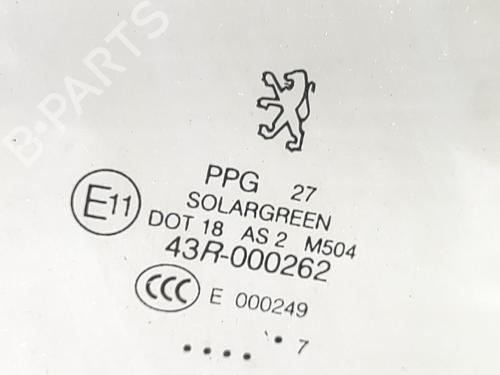 B-PARTS
PPG 27
E11
SOLARGREEN
DOT 18 AS 2 M504
43R-000262
CCC E 000249
.... .• 7